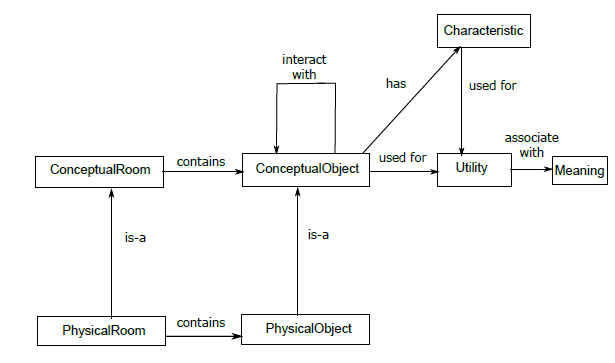 Characteristic
interact
with
has
used for
associate
with
ConceptualRoom
contains
ConceptualObject
used for
Utility
Meaning
is-a
is-a
PhysicalRoom
contains
PhysicalObject